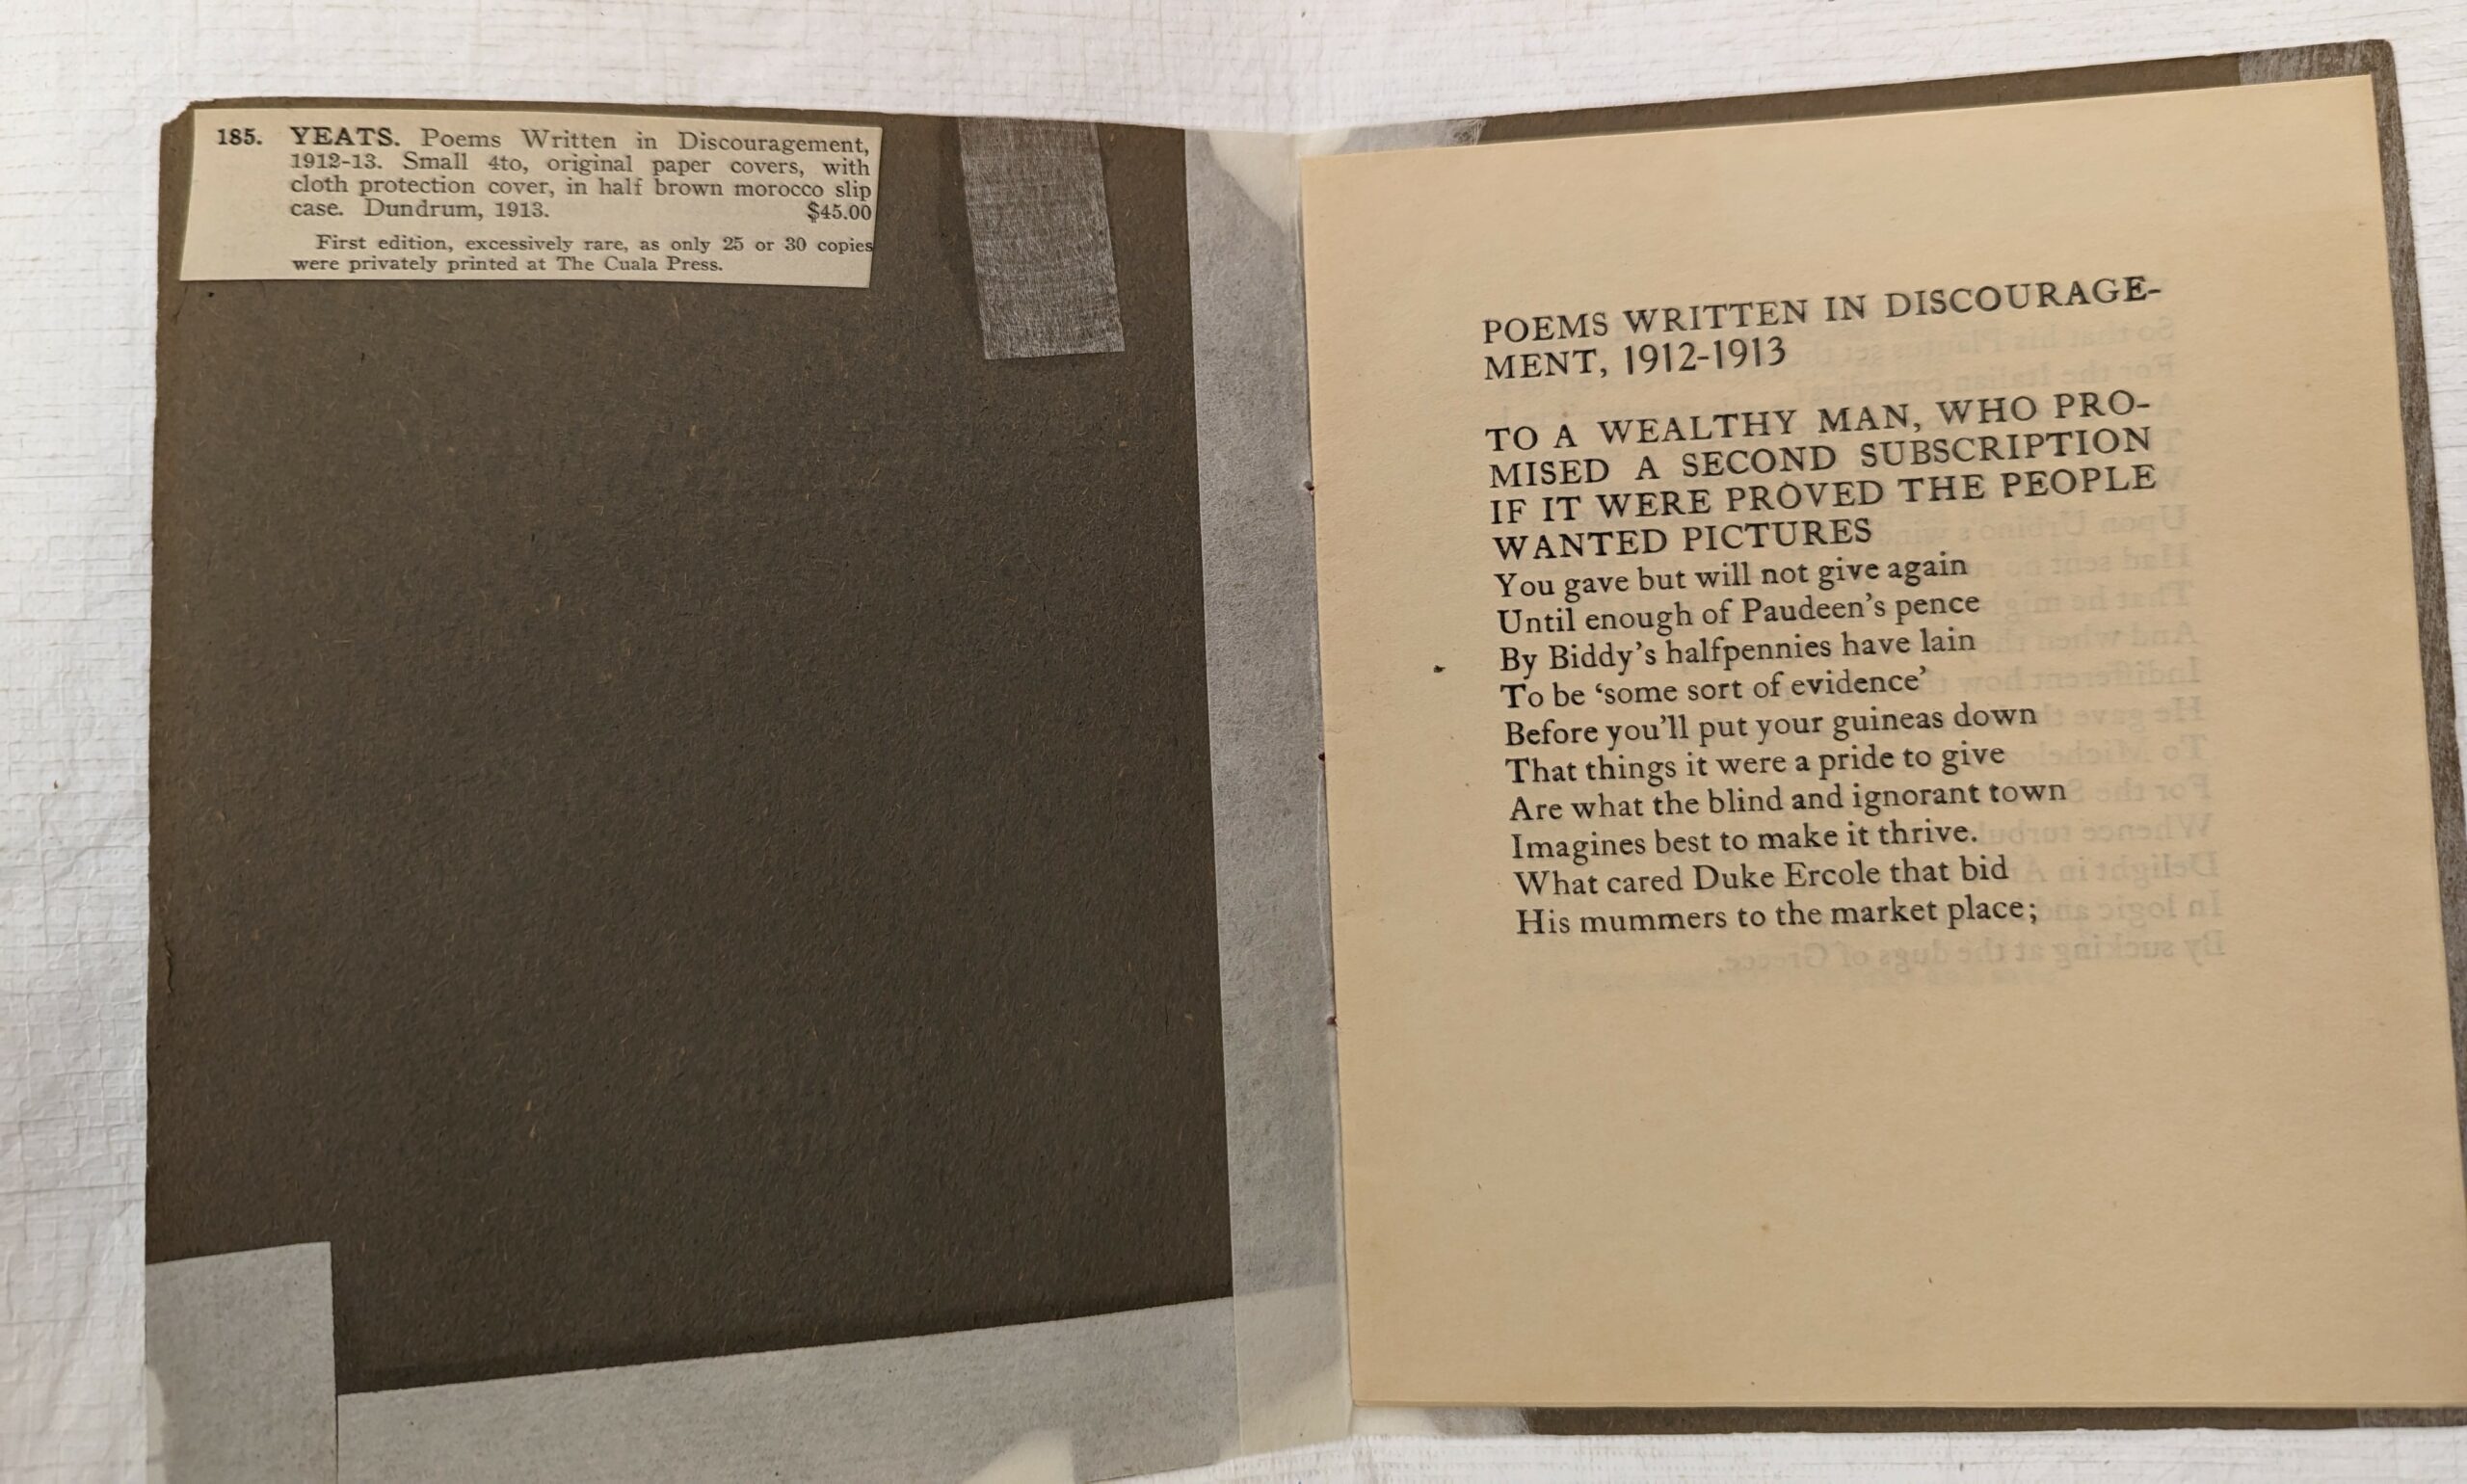 185. YEATS. Poems Written in Discouragement,
1912-13. Small 4to, original paper covers, with
cloth protection cover, in half brown morocco slip
case. Dundrum, 1913. $45.00
First edition, excessively rare, as only 25 or 30 copies
were privately printed at The Cuala Press.
POEMS WRITTEN IN DISCOURAGE-
MENT, 1912-1913
TO A WEALTHY MAN, WHO PRO-
MISED A SECOND SUBSCRIPTION
IF IT WERE PROVED THE PEOPLE
WANTED PICTURES
You gave but will not give again
Until enough of Paudeen's pence
By Biddy's halfpennies have lain
To be ‘some sort of evidence’
Before you'll put your guineas down
That things it were a pride to give
Are what the blind and ignorant town
Imagines best to make it thrive.
What cared Duke Ercole that bid
His mummers to the market place;